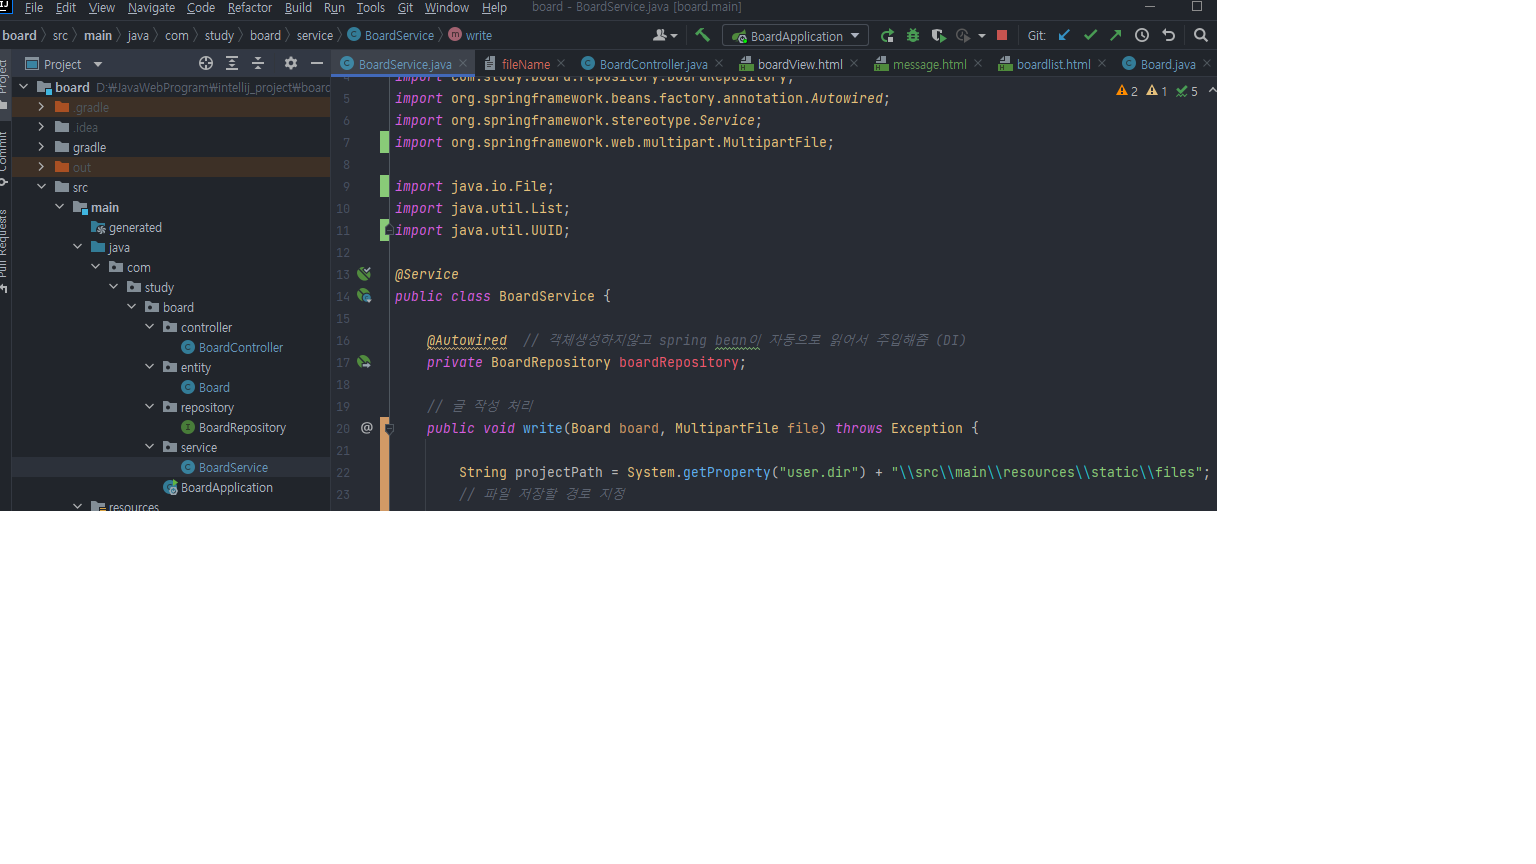 File Edit View Navigate Code Refactor Build Run Tools Git Window Help board - BoardService.java [board.main]
board src main java com study board service BoardService write BoardApplication Git:
Project BoardService.java fileName BoardController.java boardView.html message.html boardlist.html Board.java
Project
Commit
Pull Requests
board D:₩JavaWebProgram₩intellij_project₩board
.gradle
.idea
gradle
out
src
main
generated
java
com
study
board
controller
BoardController
entity
Board
repository
BoardRepository
service
BoardService
BoardApplication
resources
2 1 5
4 import com.study.board.repository.BoardRepository;
5 import org.springframework.beans.factory.annotation.Autowired;
6 import org.springframework.stereotype.Service;
7 import org.springframework.web.multipart.MultipartFile;
8
9 import java.io.File;
10 import java.util.List;
11 import java.util.UUID;
12
13 @Service
14 public class BoardService {
15
16 @Autowired // 객체생성하지않고 spring bean이 자동으로 읽어서 주입해줌 (DI)
17 private BoardRepository boardRepository;
18
19 // 글 작성 처리
20 @ public void write(Board board, MultipartFile file) throws Exception {
21
22 String projectPath = System.getProperty("user.dir") + "\\src\\main\\resources\\static\\files";
23 // 파일 저장할 경로 지정